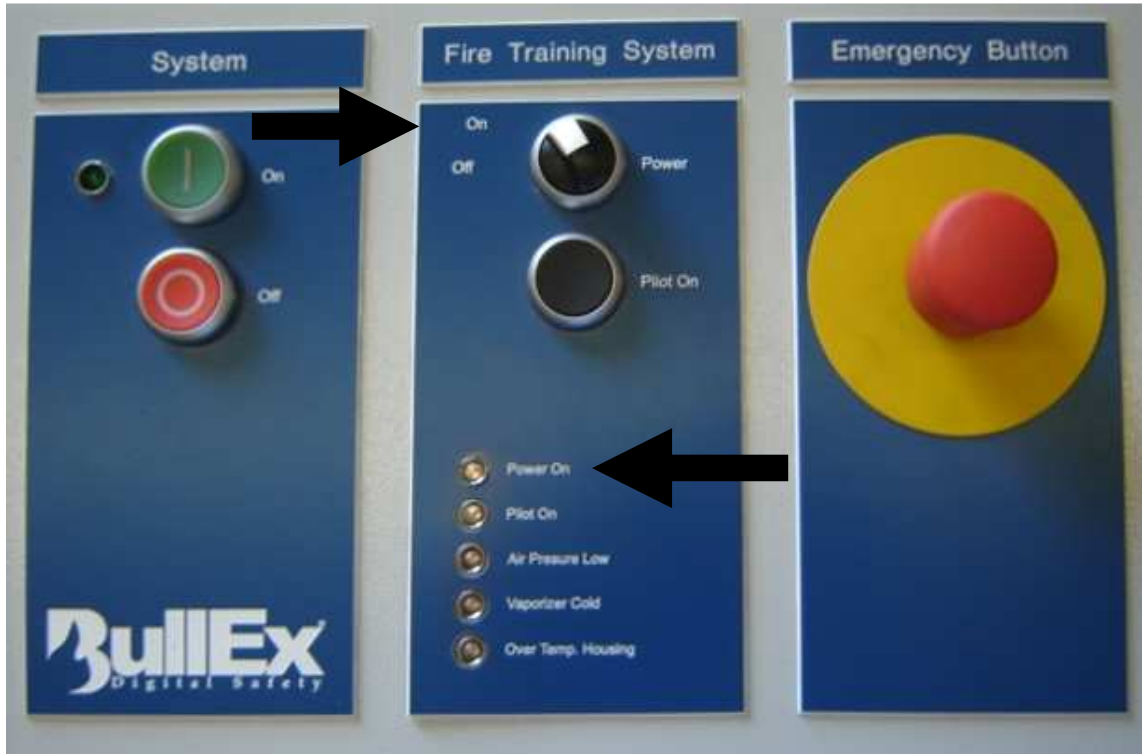 System
On
Off
BullEx
Digital Safety
Fire Training System
On
Off
Power
Pilot On
Power On
Pilot On
Air Presure Low
Vaporizer Cold
Over Temp. Housing
Emergency Button